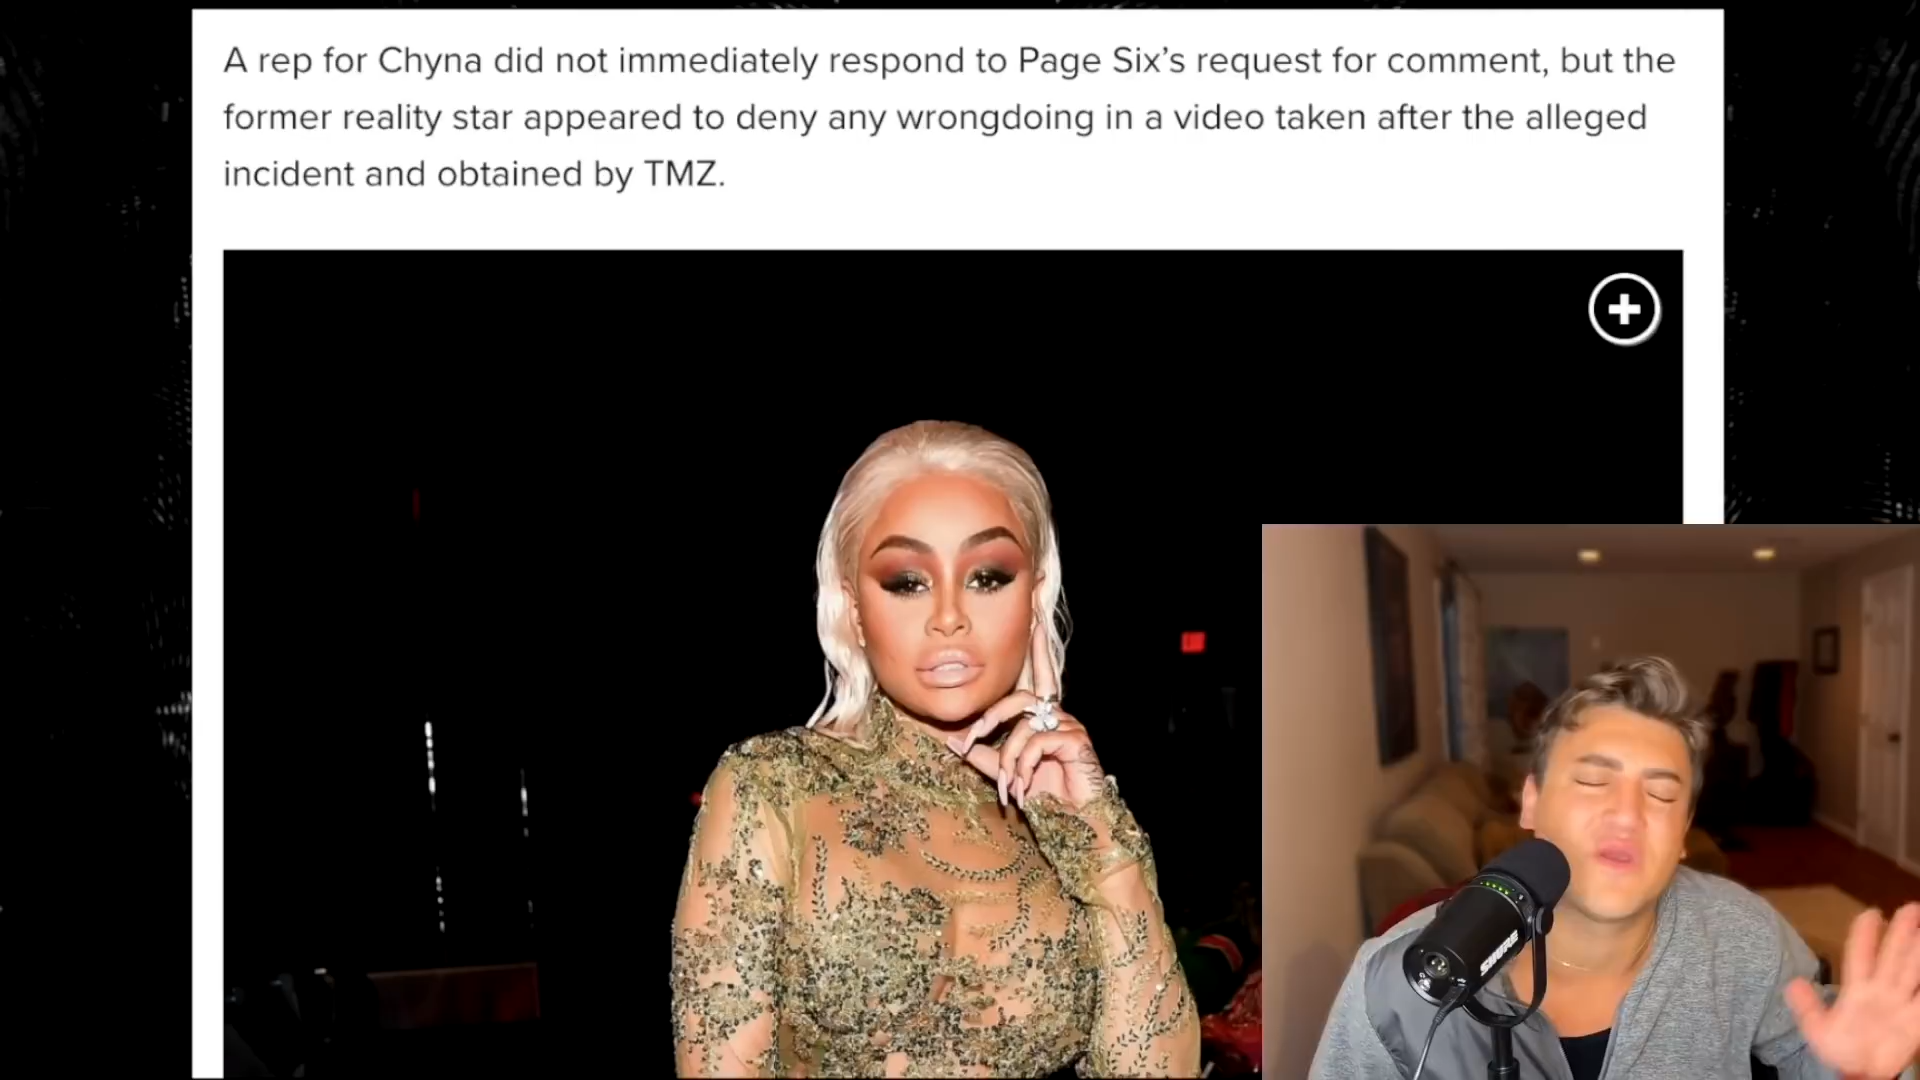 A rep for Chyna did not immediately respond to Page Six’s request for comment, but the
former reality star appeared to deny any wrongdoing in a video taken after the alleged
incident and obtained by TMZ.
SHURE